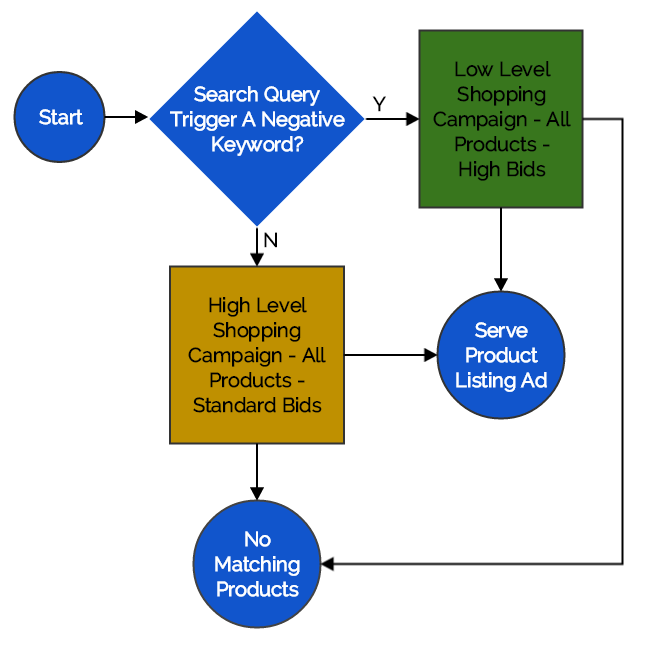 Start
Search Query
Trigger A Negative
Keyword?
Y
Low Level
Shopping
Campaign - All
Products -
High Bids
N
High Level
Shopping
Campaign - All
Products -
Standard Bids
Serve
Product
Listing Ad
No
Matching
Products